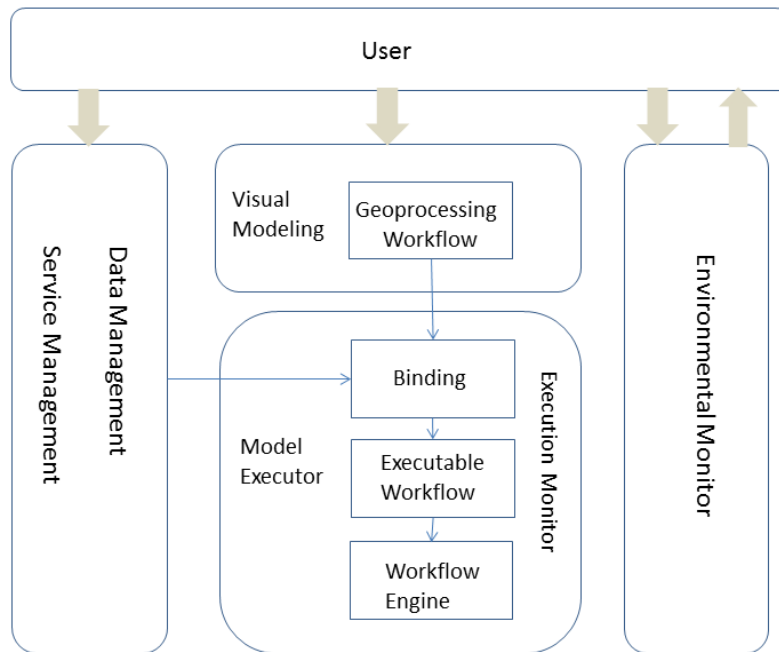 User
Data Management
Service Management
Visual
Modeling
Geoprocessing
Workflow
Binding
Model
Executor
Executable
Workflow
Workflow
Engine
Execution Monitor
Environmental Monitor